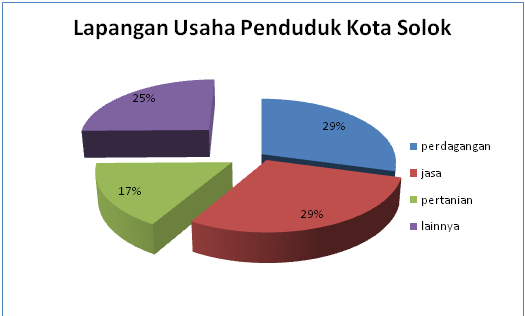 Lapangan Usaha Penduduk Kota Solok
25%
29%
17%
29%
perdagangan
jasa
pertanian
lainnya